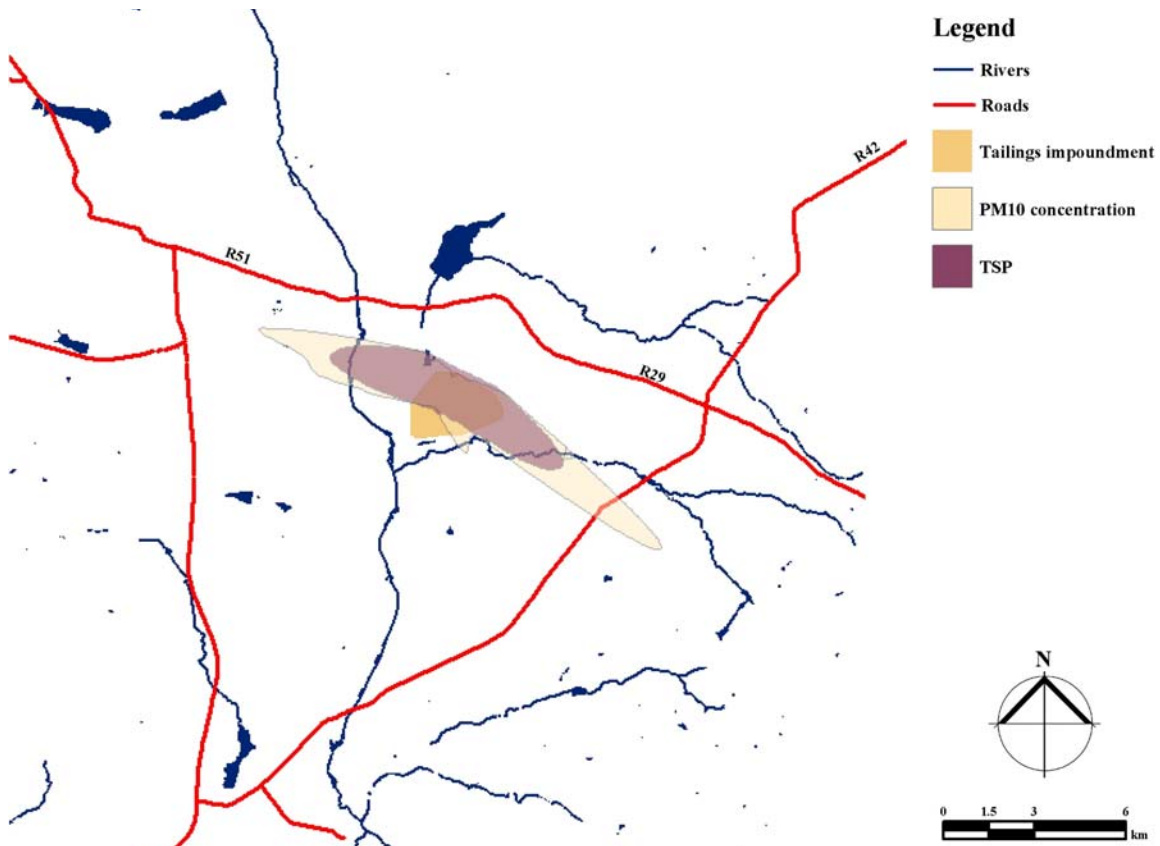 Legend
Rivers
Roads
R42
Tailings impoundment
PM10 concentration
R51
TSP
R29
N
0 1.5 3 6
km